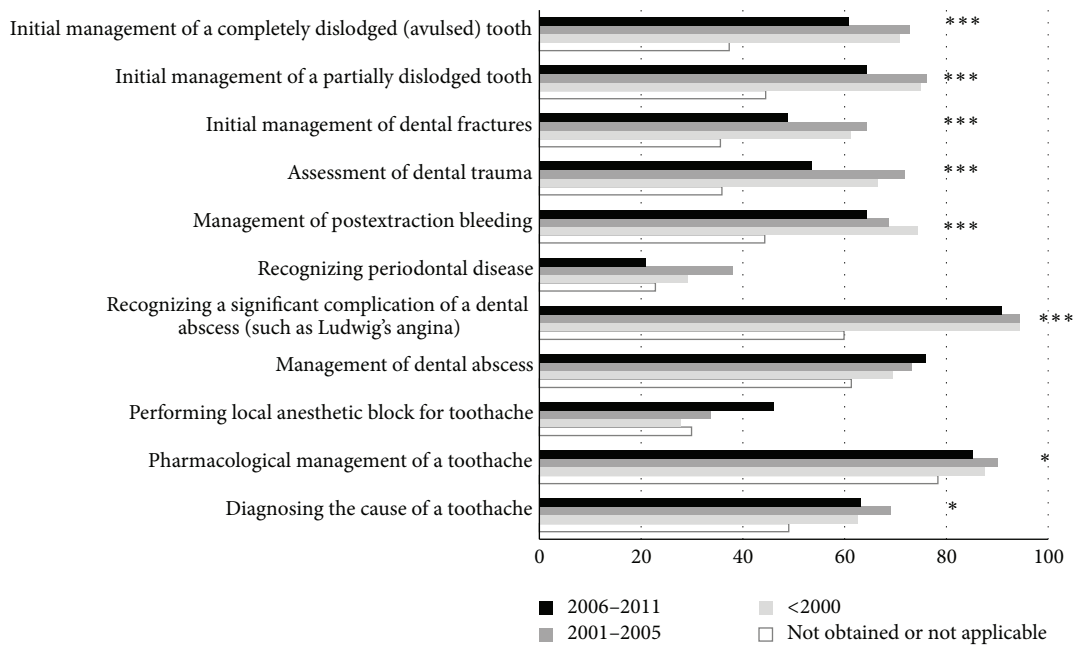 Initial management of a completely dislodged (avulsed) tooth
***
Initial management of a partially dislodged tooth
***
Initial management of dental fractures
***
Assessment of dental trauma
***
Management of postextraction bleeding
***
Recognizing periodontal disease
Recognizing a significant complication of a dental
abscess (such as Ludwig's angina)
***
Management of dental abscess
Performing local anesthetic block for toothache
Pharmacological management of a toothache
*
Diagnosing the cause of a toothache
*
0 20 40 60 80 100
2006–2011
2001–2005
<2000
Not obtained or not applicable